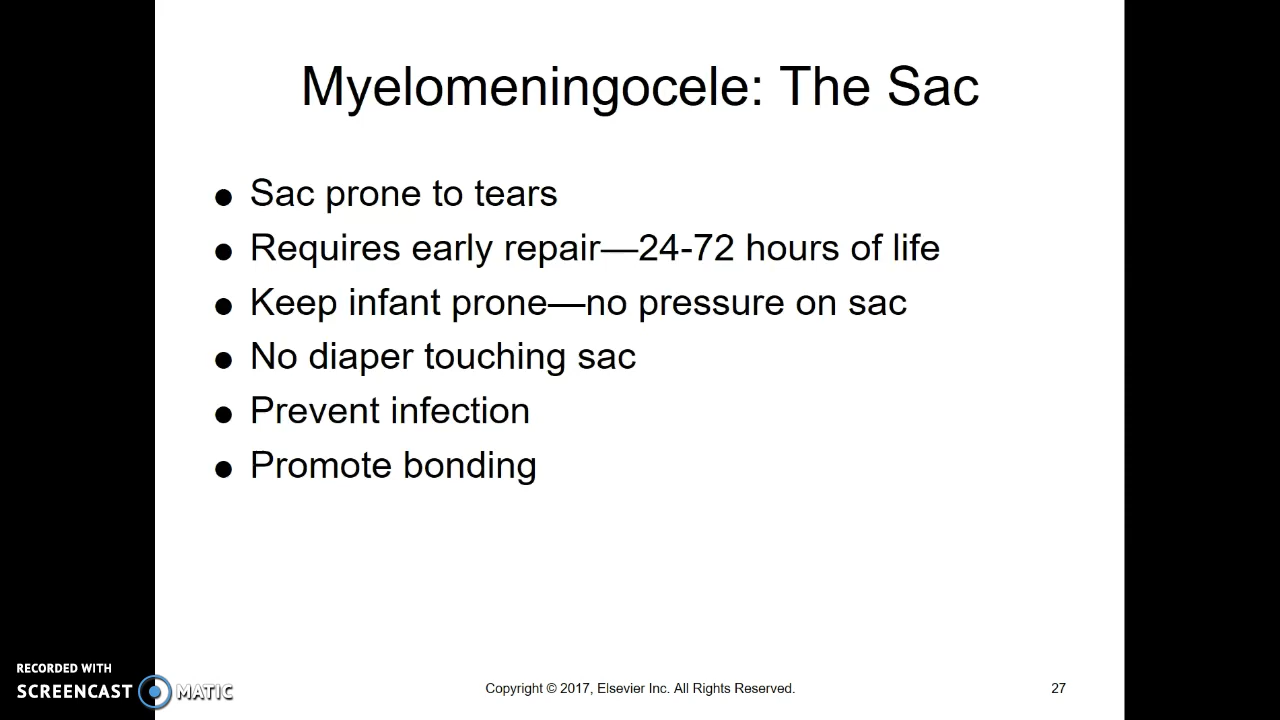 Myelomeningocele: The Sac
● Sac prone to tears
● Requires early repair—24-72 hours of life
● Keep infant prone—no pressure on sac
● No diaper touching sac
● Prevent infection
● Promote bonding
RECORDED WITH
SCREENCAST MATIC
Copyright © 2017, Elsevier Inc. All Rights Reserved.
27